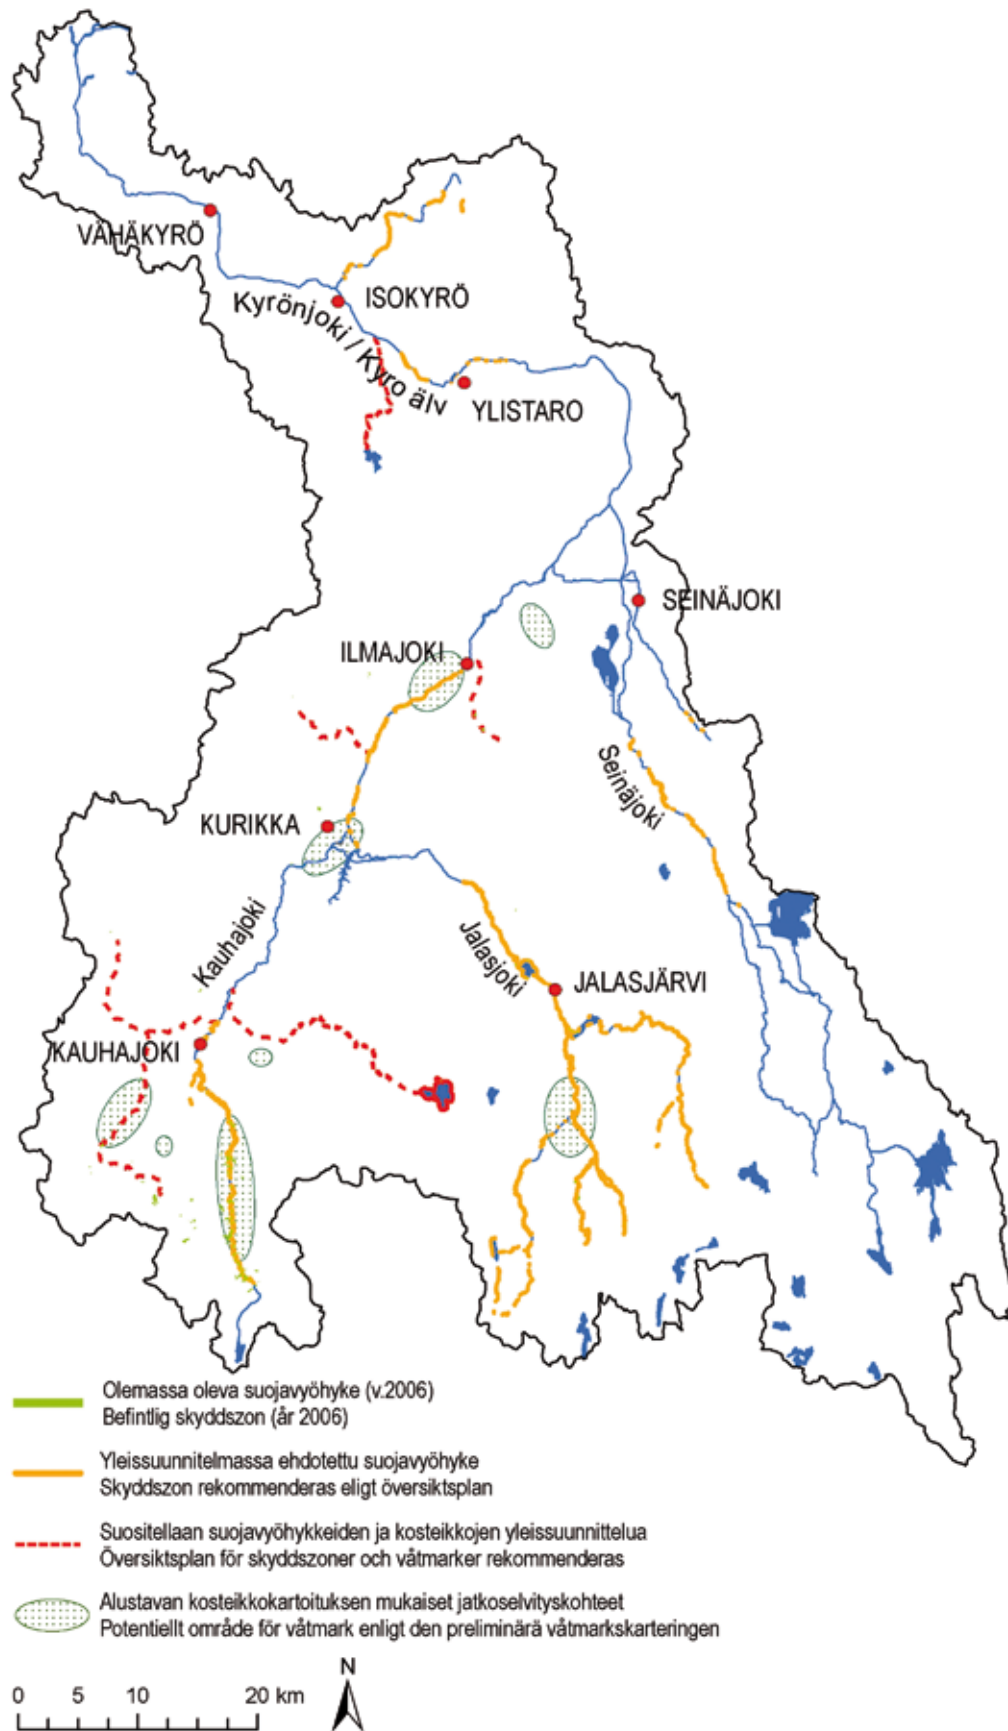 VÄHÄKYRÖ
ISOKYRÖ
Kyrönjoki / Kyro älv
YLISTARO
SEINÄJOKI
ILMAJOKI
Seinäjoki
KURIKKA
Kauhajoki
Jalasjoki
JALASJÄRVI
KAUHAJOKI
Olemassa oleva suojavyöhyke (v.2006)
Befintlig skyddszon (år 2006)
Yleissuunnitelmassa ehdotettu suojavyöhyke
Skyddszon rekommenderas eligt översiktsplan
Suositellaan suojavyöhykkeiden ja kosteikkojen yleissuunnittelua
Översiktsplan för skyddszoner och våtmarker rekommenderas
Alustavan kosteikkokartoituksen mukaiset jatkoselvityskohteet
Potentiellt område för våtmark enligt den preliminära våtmarkskarteringen
N
0 5 10 20 km